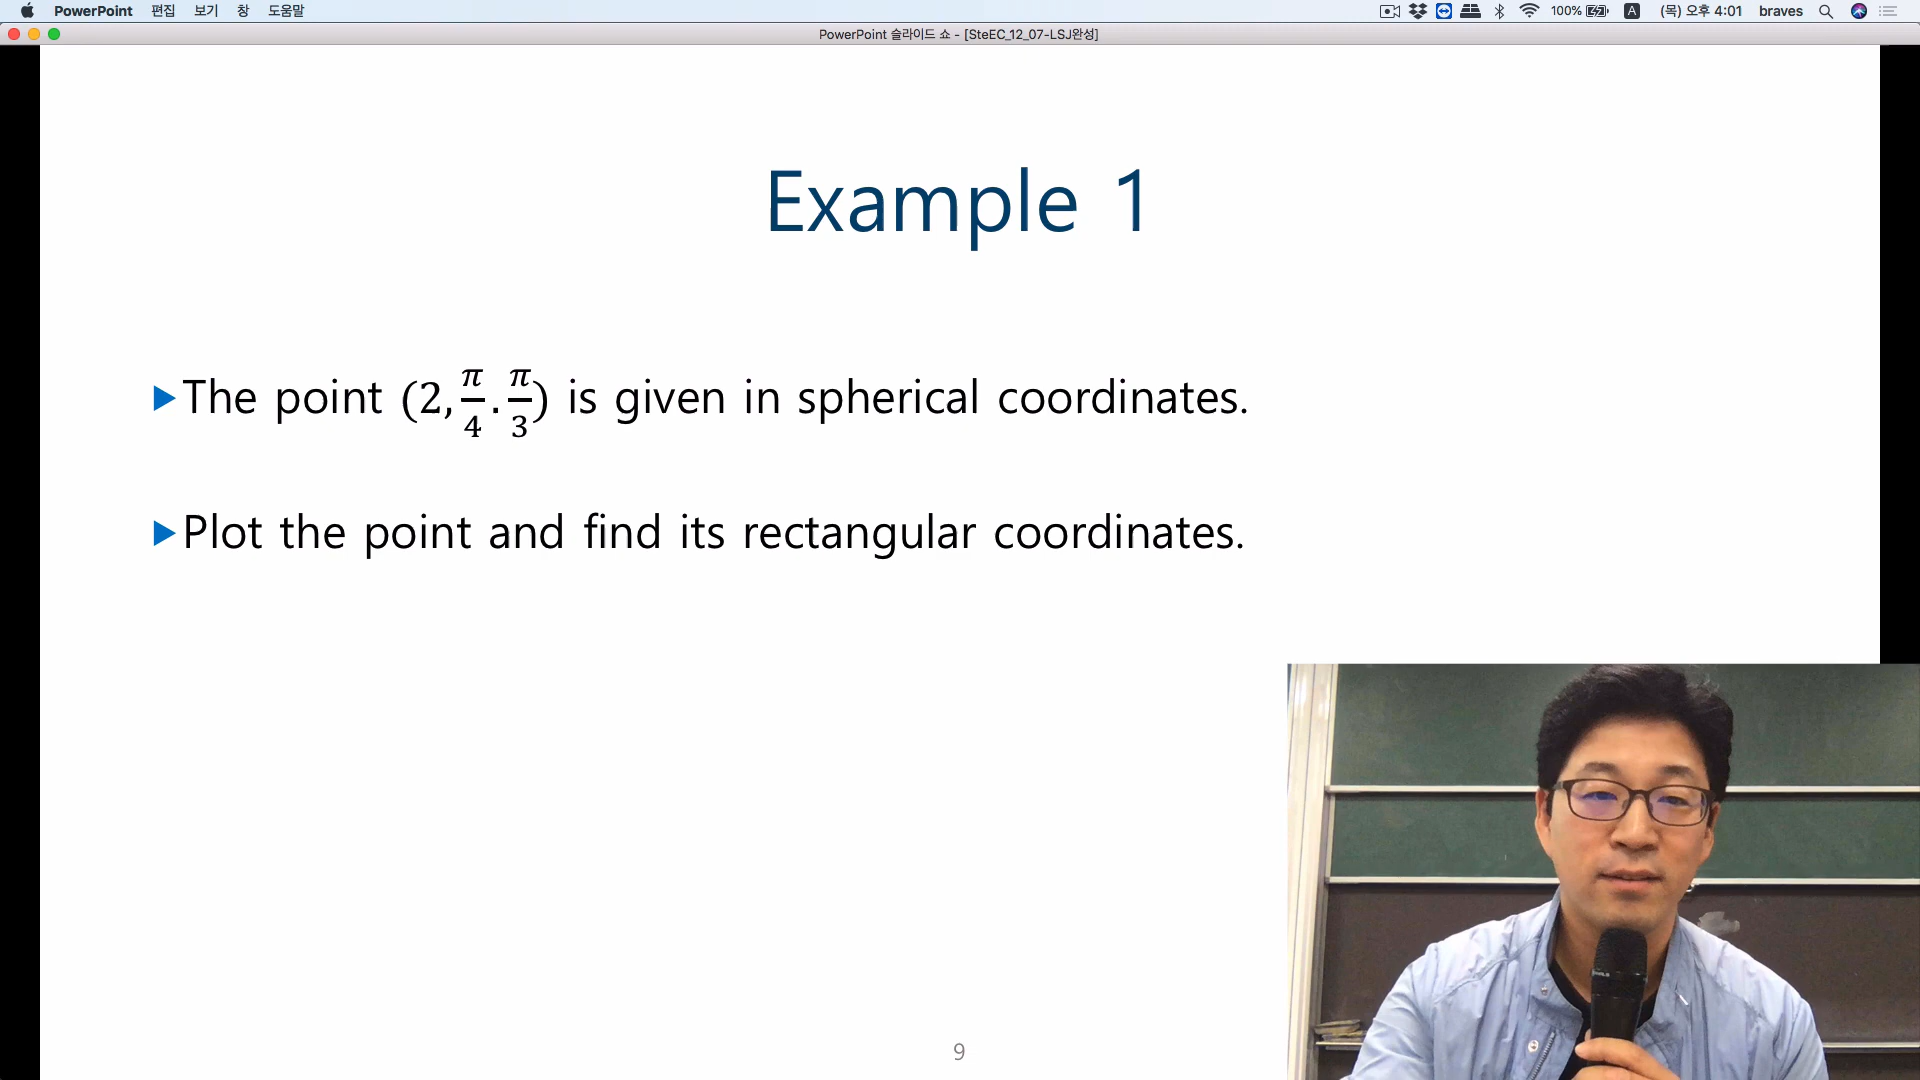 PowerPoint 편집 보기 창 도움말 100% A (목) 오후 4:01 braves
PowerPoint 슬라이드 쇼 - [SteEC_12_07-LSJ완성]
Example 1
The point (2, π/4 . π/3) is given in spherical coordinates.
Plot the point and find its rectangular coordinates.
9